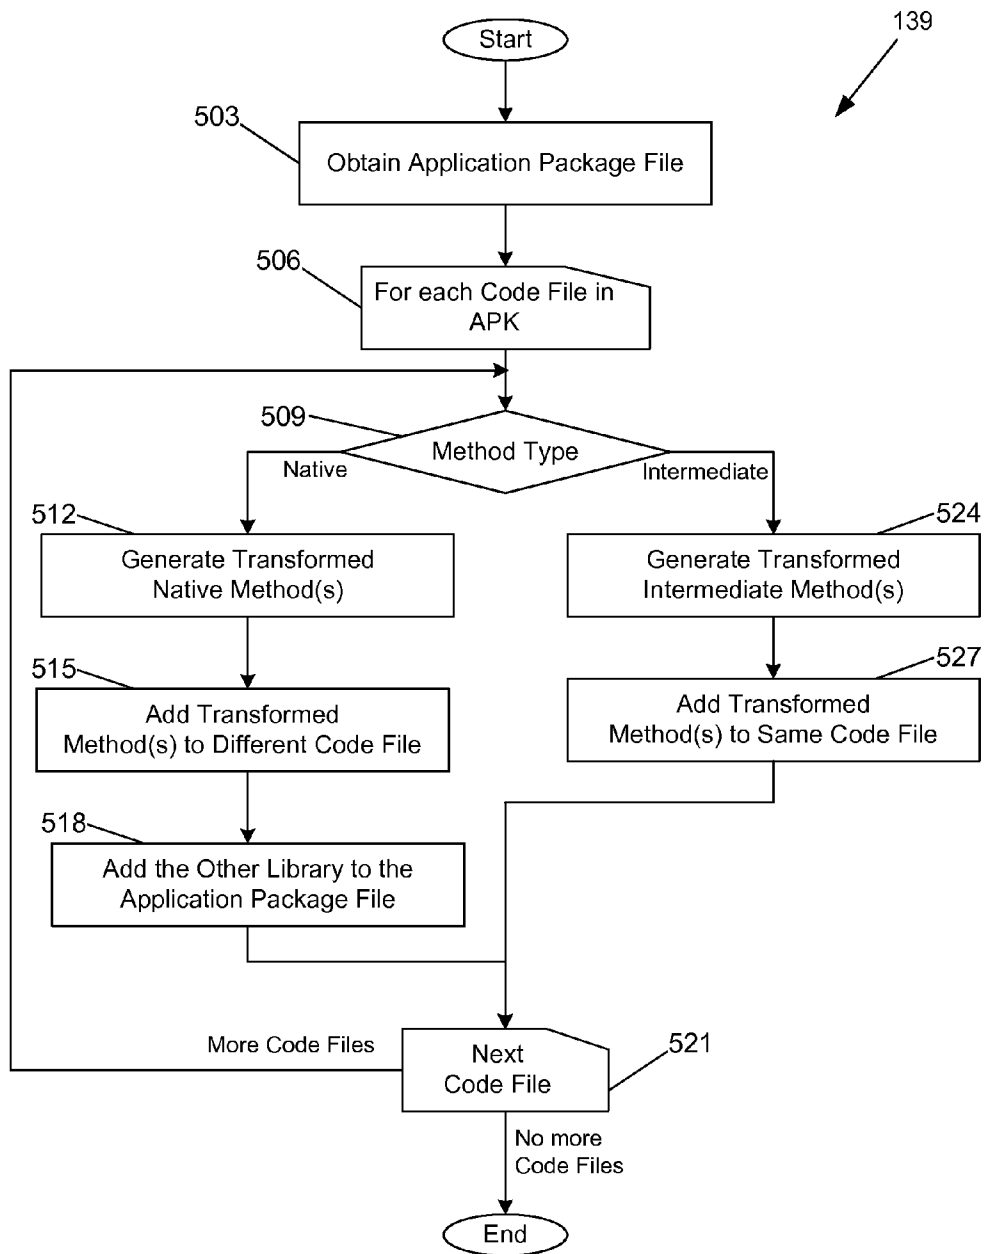 139
Start
503
Obtain Application Package File
506
For each Code File in
APK
509
Method Type
Native
Intermediate
512
Generate Transformed
Native Method(s)
524
Generate Transformed
Intermediate Method(s)
515
Add Transformed
Method(s) to Different Code File
527
Add Transformed
Method(s) to Same Code File
518
Add the Other Library to the
Application Package File
More Code Files
Next
Code File
521
No more
Code Files
End